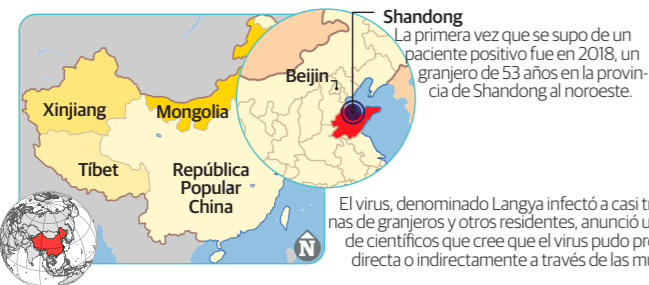 Shandong
La primera vez que se supo de un
paciente positivo fue en 2018, un
granjero de 53 años en la provin-
cia de Shandong al noroeste.
Beijin
Xinjiang
Mongolia
Tíbet
República
Popular
China
N
El virus, denominado Langya infectó a casi
nas de granjeros y otros residentes, anunció
de científicos que cree que el virus pudo
directa o indirectamente a través de las